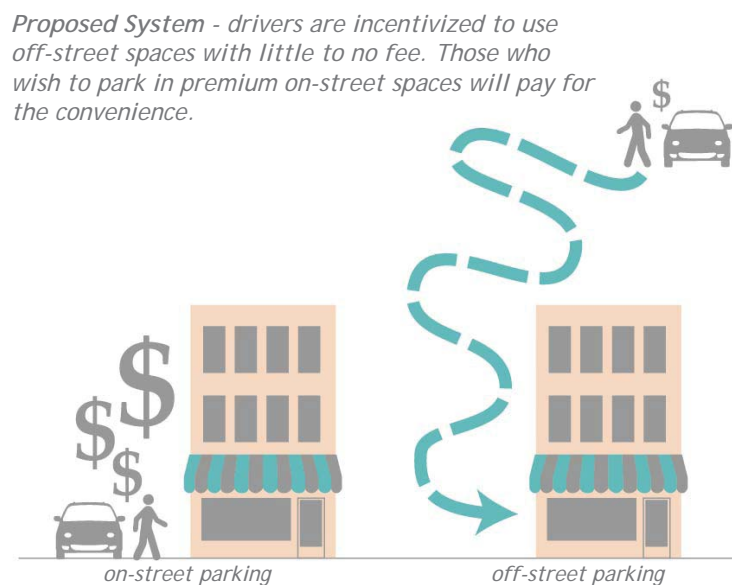 Proposed System - drivers are incentivized to use
off-street spaces with little to no fee. Those who
wish to park in premium on-street spaces will pay for
the convenience.
$
$
$
$
on-street parking
off-street parking